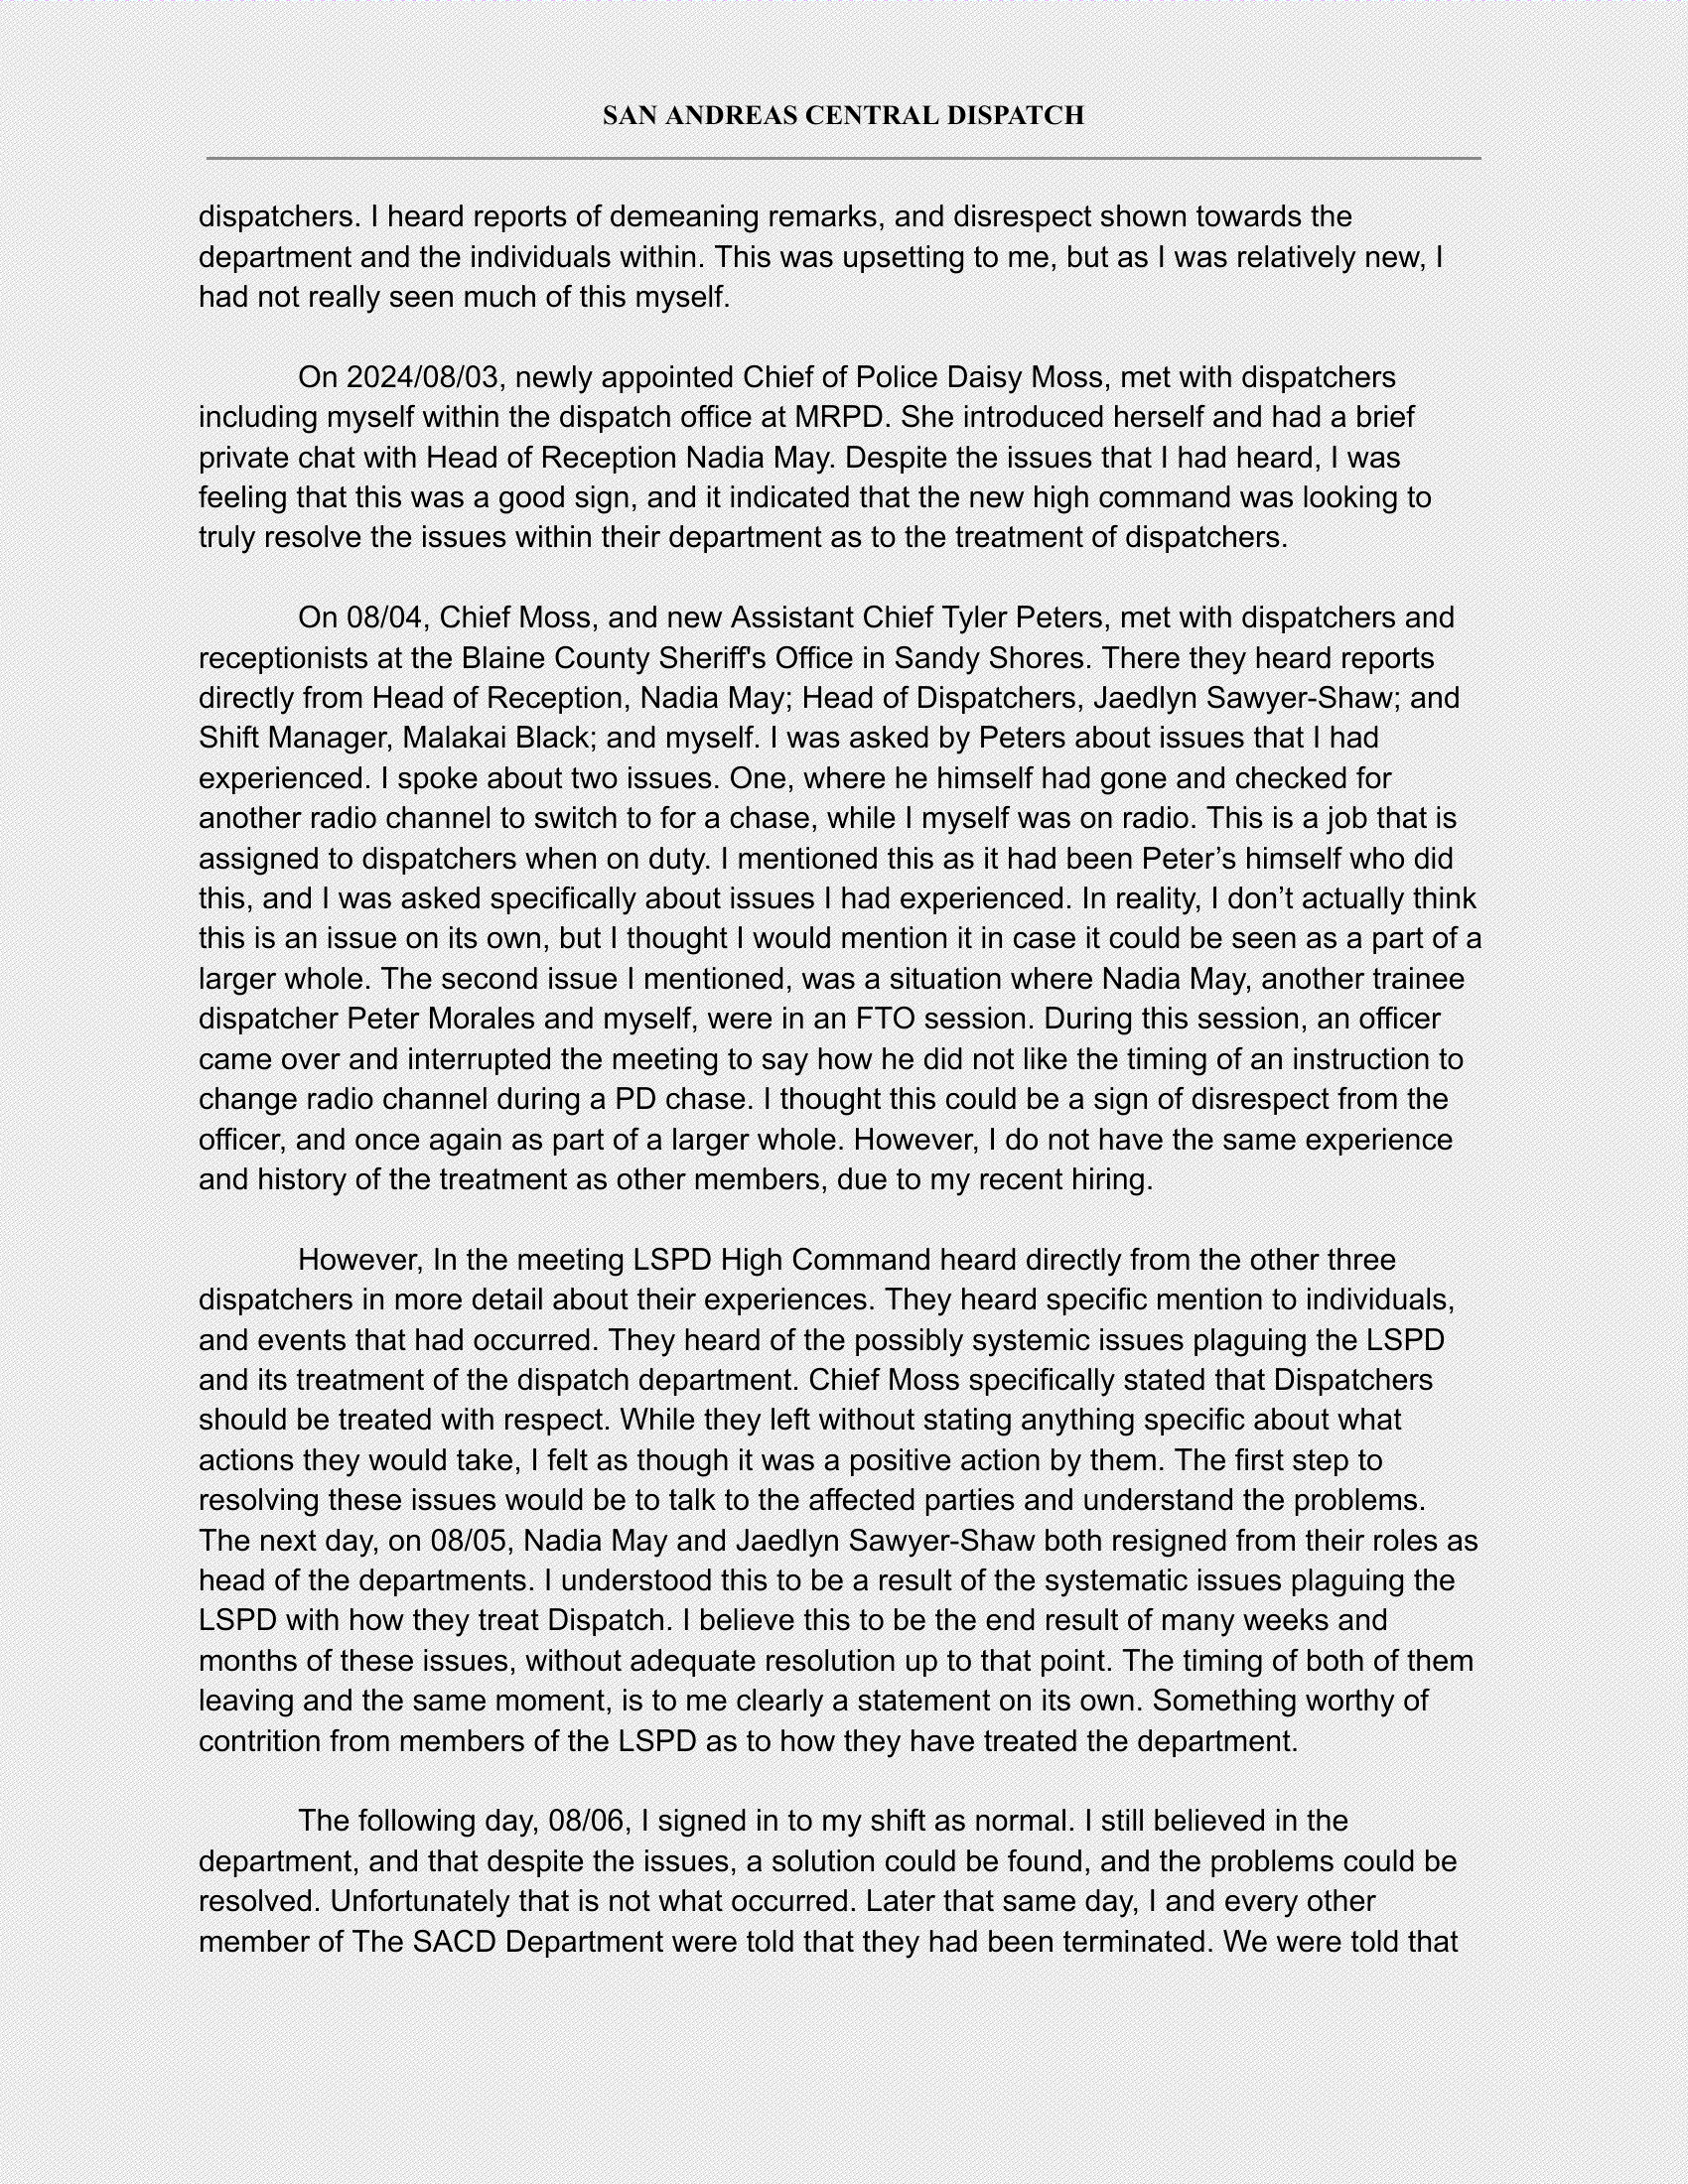 SAN ANDREAS CENTRAL DISPATCH
dispatchers. I heard reports of demeaning remarks, and disrespect shown towards the
department and the individuals within. This was upsetting to me, but as I was relatively new, I
had not really seen much of this myself.
On 2024/08/03, newly appointed Chief of Police Daisy Moss, met with dispatchers
including myself within the dispatch office at MRPD. She introduced herself and had a brief
private chat with Head of Reception Nadia May. Despite the issues that I had heard, I was
feeling that this was a good sign, and it indicated that the new high command was looking to
truly resolve the issues within their department as to the treatment of dispatchers.
On 08/04, Chief Moss, and new Assistant Chief Tyler Peters, met with dispatchers and
receptionists at the Blaine County Sheriff's Office in Sandy Shores. There they heard reports
directly from Head of Reception, Nadia May; Head of Dispatchers, Jaedlyn Sawyer-Shaw; and
Shift Manager, Malakai Black; and myself. I was asked by Peters about issues that I had
experienced. I spoke about two issues. One, where he himself had gone and checked for
another radio channel to switch to for a chase, while I myself was on radio. This is a job that is
assigned to dispatchers when on duty. I mentioned this as it had been Peter’s himself who did
this, and I was asked specifically about issues I had experienced. In reality, I don’t actually think
this is an issue on its own, but I thought I would mention it in case it could be seen as a part of a
larger whole. The second issue I mentioned, was a situation where Nadia May, another trainee
dispatcher Peter Morales and myself, were in an FTO session. During this session, an officer
came over and interrupted the meeting to say how he did not like the timing of an instruction to
change radio channel during a PD chase. I thought this could be a sign of disrespect from the
officer, and once again as part of a larger whole. However, I do not have the same experience
and history of the treatment as other members, due to my recent hiring.
However, In the meeting LSPD High Command heard directly from the other three
dispatchers in more detail about their experiences. They heard specific mention to individuals,
and events that had occurred. They heard of the possibly systemic issues plaguing the LSPD
and its treatment of the dispatch department. Chief Moss specifically stated that Dispatchers
should be treated with respect. While they left without stating anything specific about what
actions they would take, I felt as though it was a positive action by them. The first step to
resolving these issues would be to talk to the affected parties and understand the problems.
The next day, on 08/05, Nadia May and Jaedlyn Sawyer-Shaw both resigned from their roles as
head of the departments. I understood this to be a result of the systematic issues plaguing the
LSPD with how they treat Dispatch. I believe this to be the end result of many weeks and
months of these issues, without adequate resolution up to that point. The timing of both of them
leaving and the same moment, is to me clearly a statement on its own. Something worthy of
contrition from members of the LSPD as to how they have treated the department.
The following day, 08/06, I signed in to my shift as normal. I still believed in the
department, and that despite the issues, a solution could be found, and the problems could be
resolved. Unfortunately that is not what occurred. Later that same day, I and every other
member of The SACD Department were told that they had been terminated. We were told that